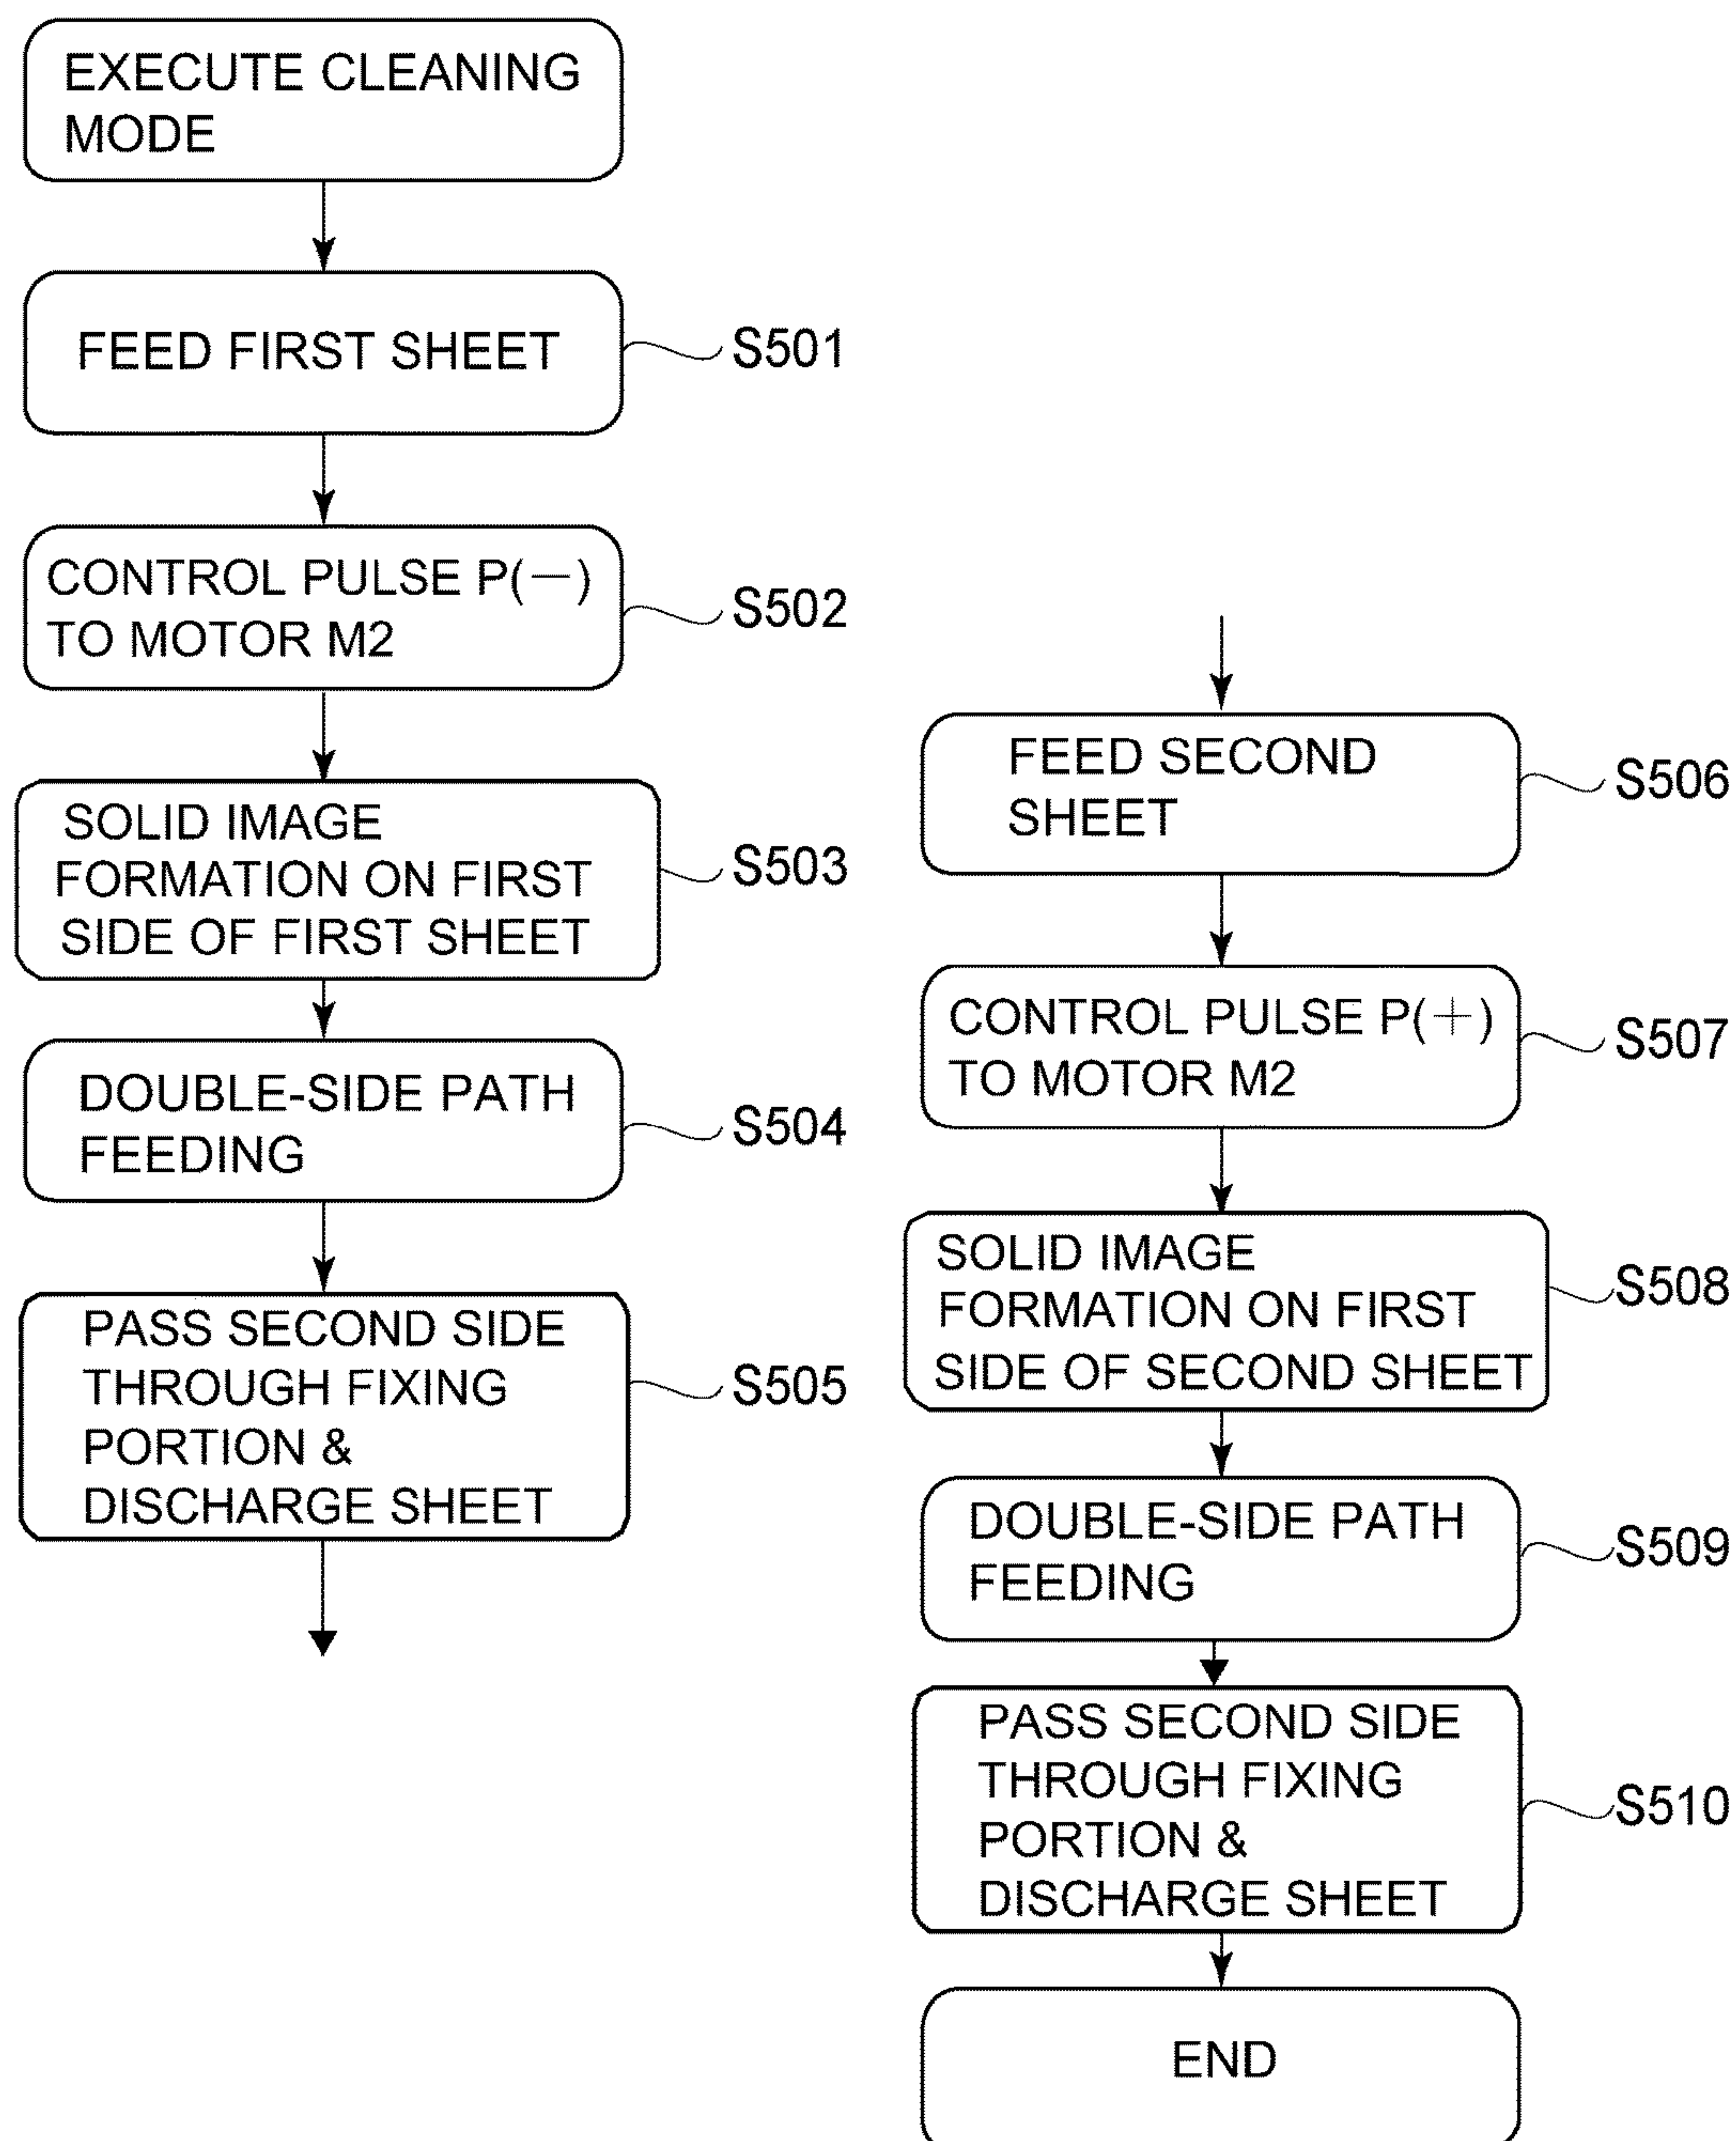 EXECUTE CLEANING
MODE
FEED FIRST SHEET
S501
CONTROL PULSE P(—)
TO MOTOR M2
S502
SOLID IMAGE
FORMATION ON FIRST
SIDE OF FIRST SHEET
S503
DOUBLE-SIDE PATH
FEEDING
S504
PASS SECOND SIDE
THROUGH FIXING
PORTION &
DISCHARGE SHEET
S505
FEED SECOND
SHEET
S506
CONTROL PULSE P(+)
TO MOTOR M2
S507
SOLID IMAGE
FORMATION ON FIRST
SIDE OF SECOND SHEET
S508
DOUBLE-SIDE PATH
FEEDING
S509
PASS SECOND SIDE
THROUGH FIXING
PORTION &
DISCHARGE SHEET
S510
END